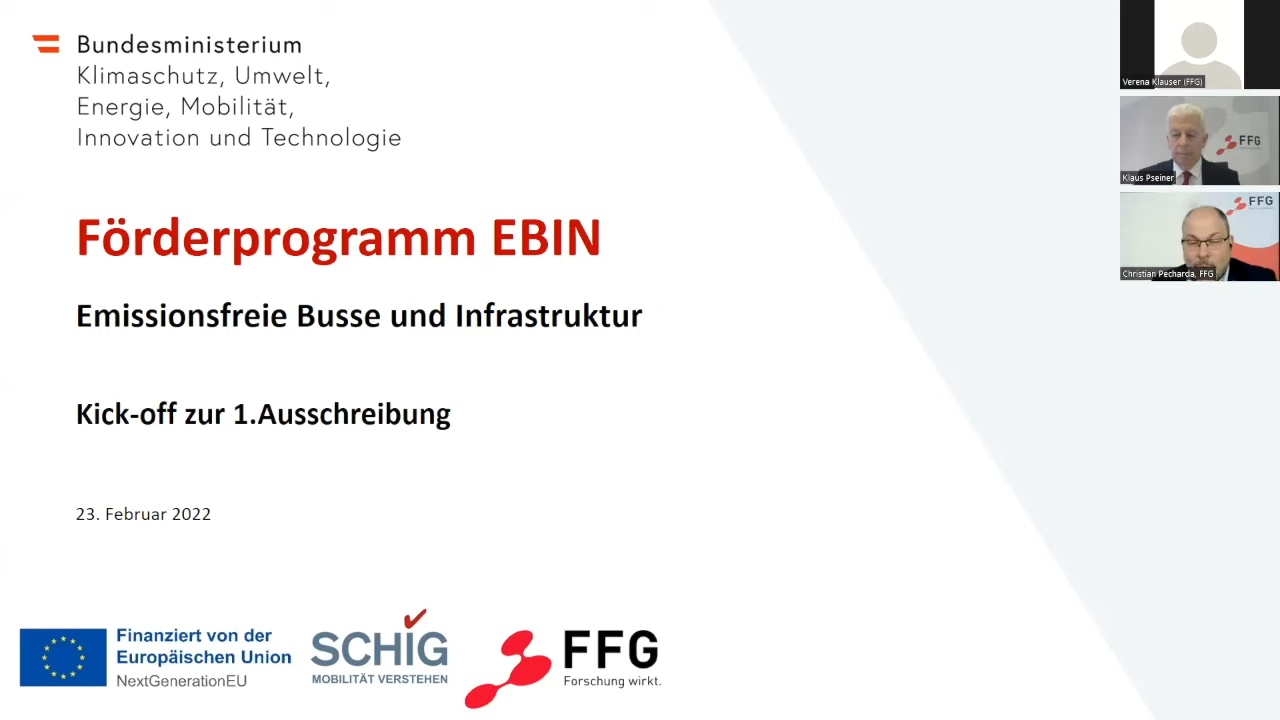 Bundesministerium
Klimaschutz, Umwelt,
Energie, Mobilität,
Innovation und Technologie
Förderprogramm EBIN
Emissionsfreie Busse und Infrastruktur
Kick-off zur 1.Ausschreibung
23. Februar 2022
Finanziert von der
Europäischen Union
NextGenerationEU
SCHIG
MOBILITÄT VERSTEHEN
FFG
Forschung wirkt.
Verena Klauser (FFG)
FFG
Klaus Pseiner
FFG
Christian Pecharda, FFG